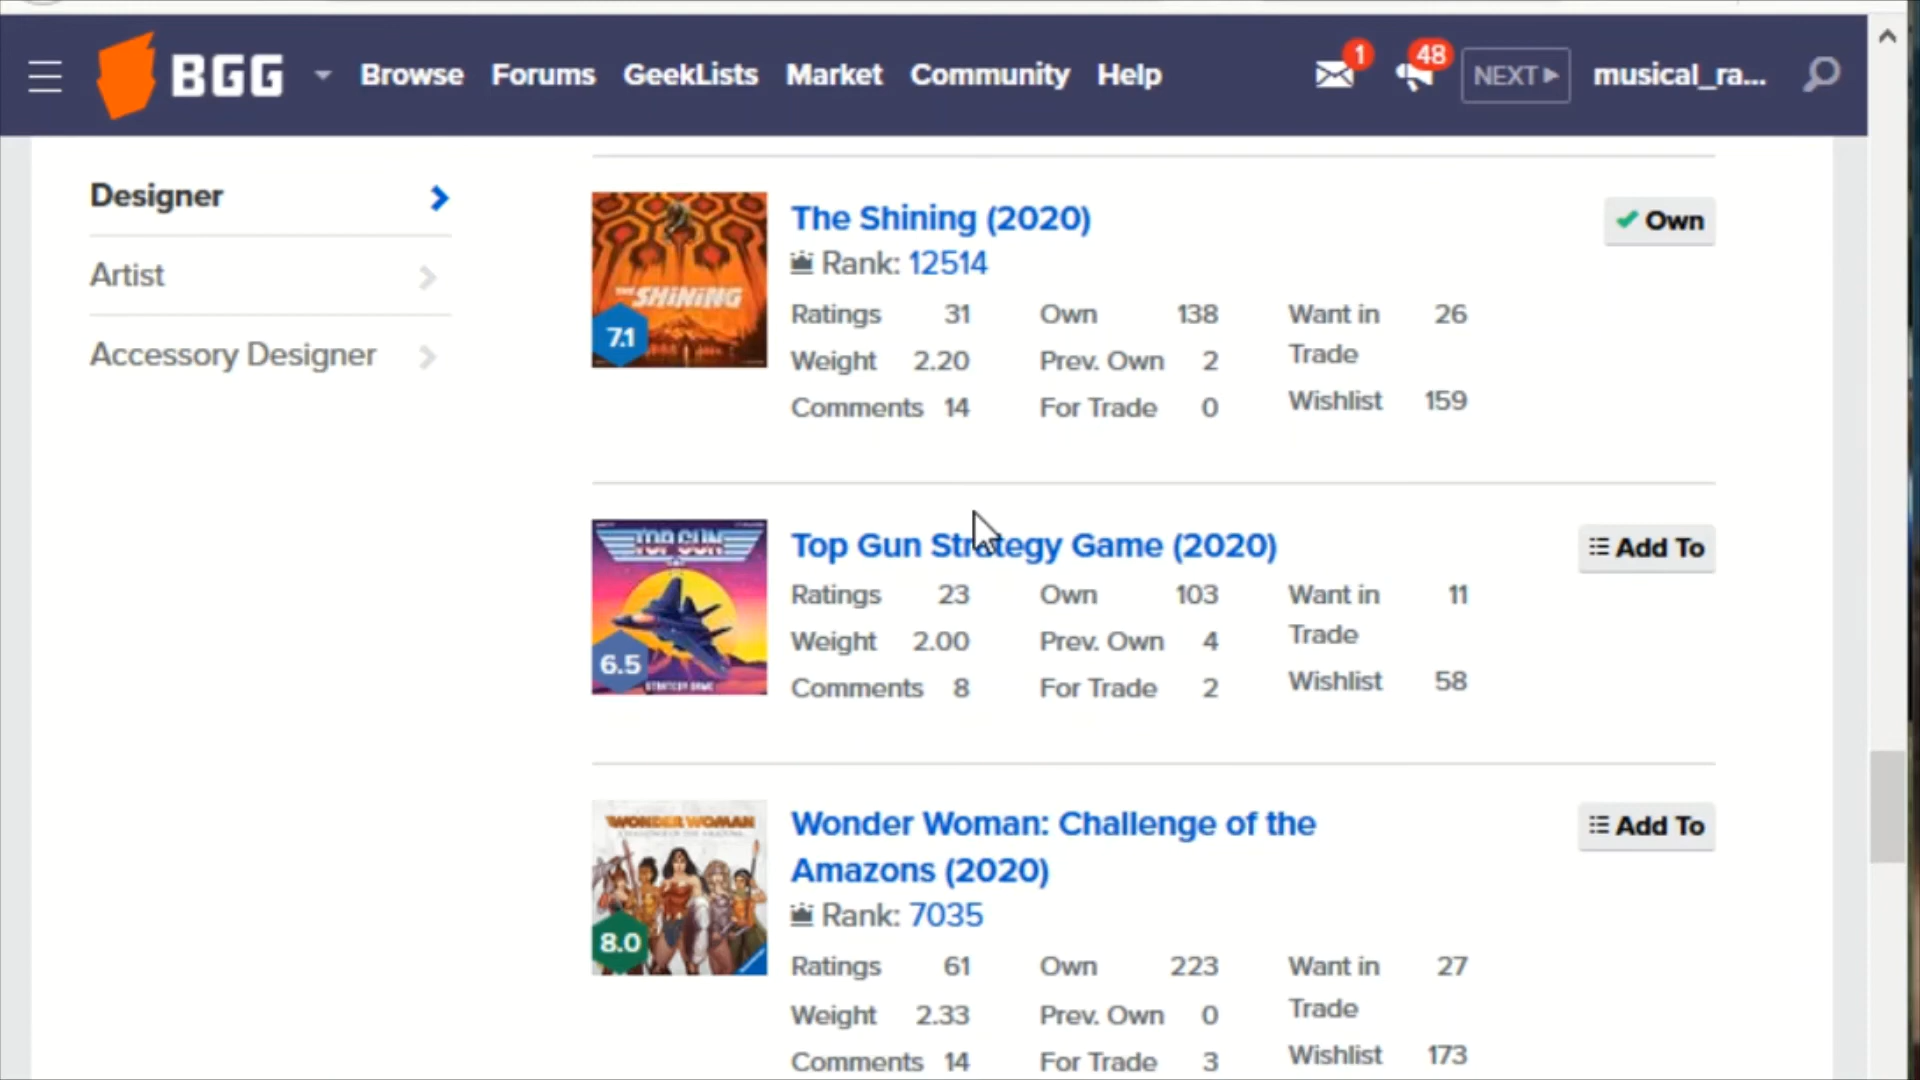 BGG Browse Forums GeekLists Market Community Help 1 48 NEXT▶ musical_ra...
Designer
Artist
Accessory Designer
THE SHINING
7.1
The Shining (2020)
Rank: 12514
Own
Ratings 31 Own 138 Want in Trade 26
Weight 2.20 Prev. Own 2
Comments 14 For Trade 0 Wishlist 159
TOP GUN
STRATEGY GAME
6.5
Top Gun Strategy Game (2020)
Add To
Ratings 23 Own 103 Want in Trade 11
Weight 2.00 Prev. Own 4
Comments 8 For Trade 2 Wishlist 58
WONDER WOMAN
CHALLENGE OF THE AMAZONS
8.0
Wonder Woman: Challenge of the
Amazons (2020)
Rank: 7035
Add To
Ratings 61 Own 223 Want in Trade 27
Weight 2.33 Prev. Own 0
Comments 14 For Trade 3 Wishlist 173